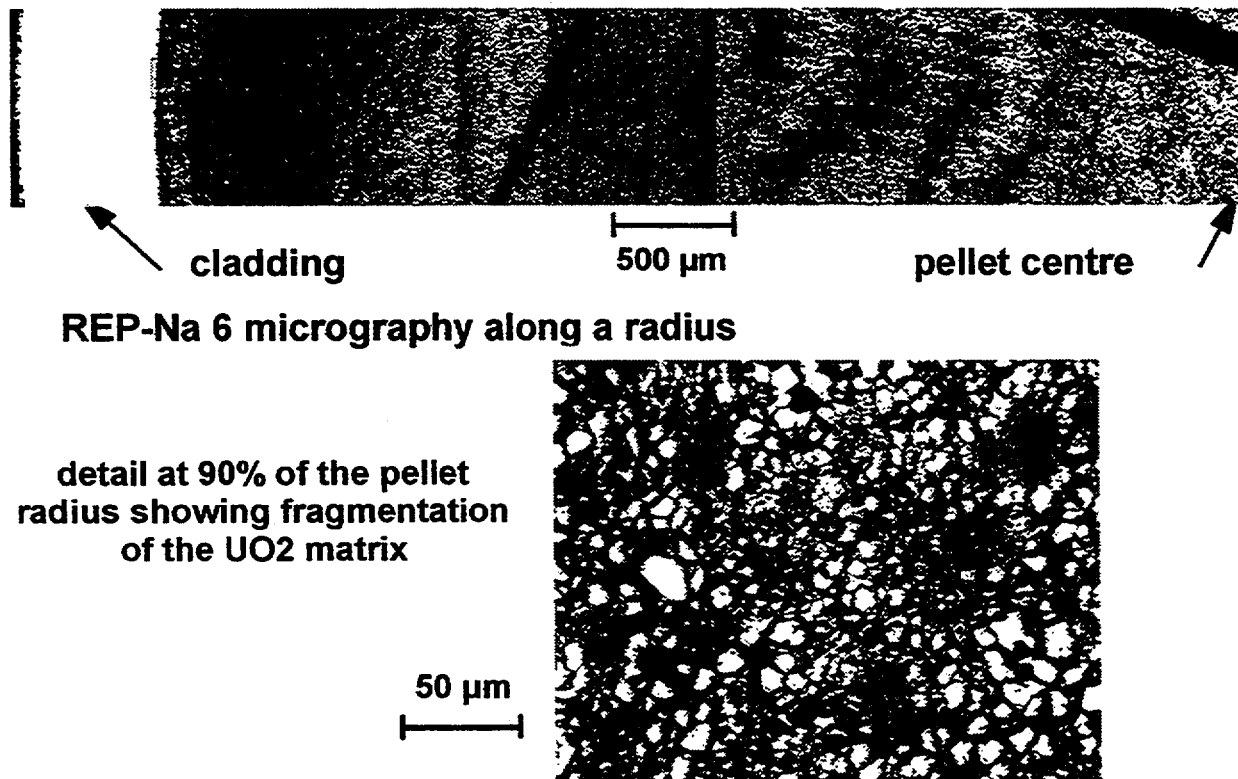 cladding
500 µm
pellet centre
REP-Na 6 micrography along a radius
detail at 90% of the pellet
radius showing fragmentation
of the UO2 matrix
50 µm